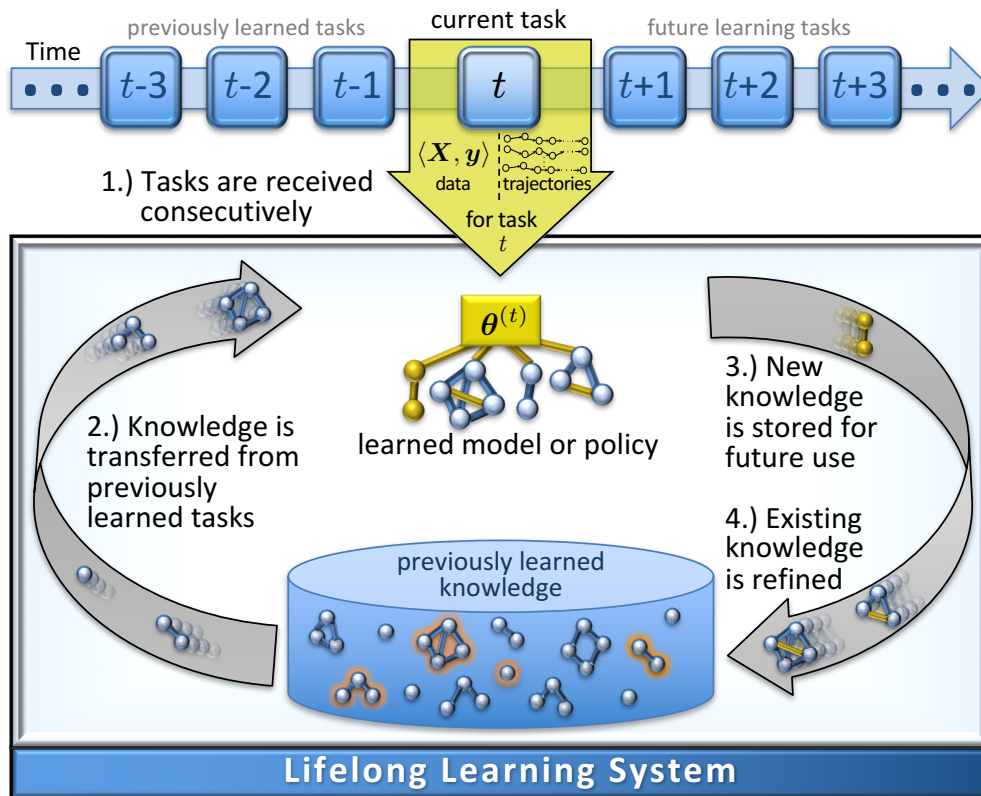 previously learned tasks
current task
future learning tasks
Time
• • •
t-3
t-2
t-1
t
t+1
t+2
t+3
• • •
⟨X, y⟩
data
trajectories
for task
t
1.) Tasks are received
consecutively
θ(t)
learned model or policy
2.) Knowledge is
transferred from
previously
learned tasks
3.) New
knowledge
is stored for
future use
4.) Existing
knowledge
is refined
previously learned
knowledge
Lifelong Learning System